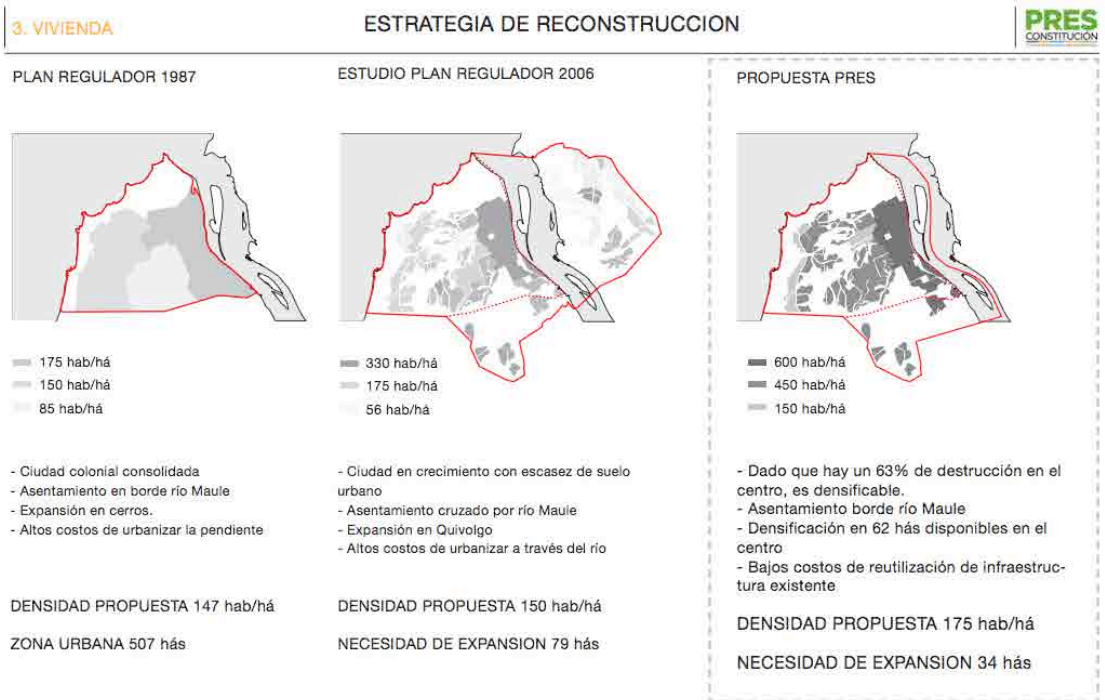 3. VIVIENDA
ESTRATEGIA DE RECONSTRUCCION
PRES
CONSTITUCIÓN
PLAN REGULADOR 1987
175 hab/há
150 hab/há
85 hab/há
- Ciudad colonial consolidada
- Asentamiento en borde río Maule
- Expansión en cerros.
- Altos costos de urbanizar la pendiente
DENSIDAD PROPUESTA 147 hab/há
ZONA URBANA 507 hás
ESTUDIO PLAN REGULADOR 2006
330 hab/há
175 hab/há
56 hab/há
- Ciudad en crecimiento con escasez de suelo
urbano
- Asentamiento cruzado por río Maule
- Expansión en Quivolgo
- Altos costos de urbanizar a través del río
DENSIDAD PROPUESTA 150 hab/há
NECESIDAD DE EXPANSION 79 hás
PROPUESTA PRES
600 hab/há
450 hab/há
150 hab/há
- Dado que hay un 63% de destrucción en el
centro, es densificable.
- Asentamiento borde río Maule
- Densificación en 62 hás disponibles en el
centro
- Bajos costos de reutilización de infraestruc-
tura existente
DENSIDAD PROPUESTA 175 hab/há
NECESIDAD DE EXPANSION 34 hás